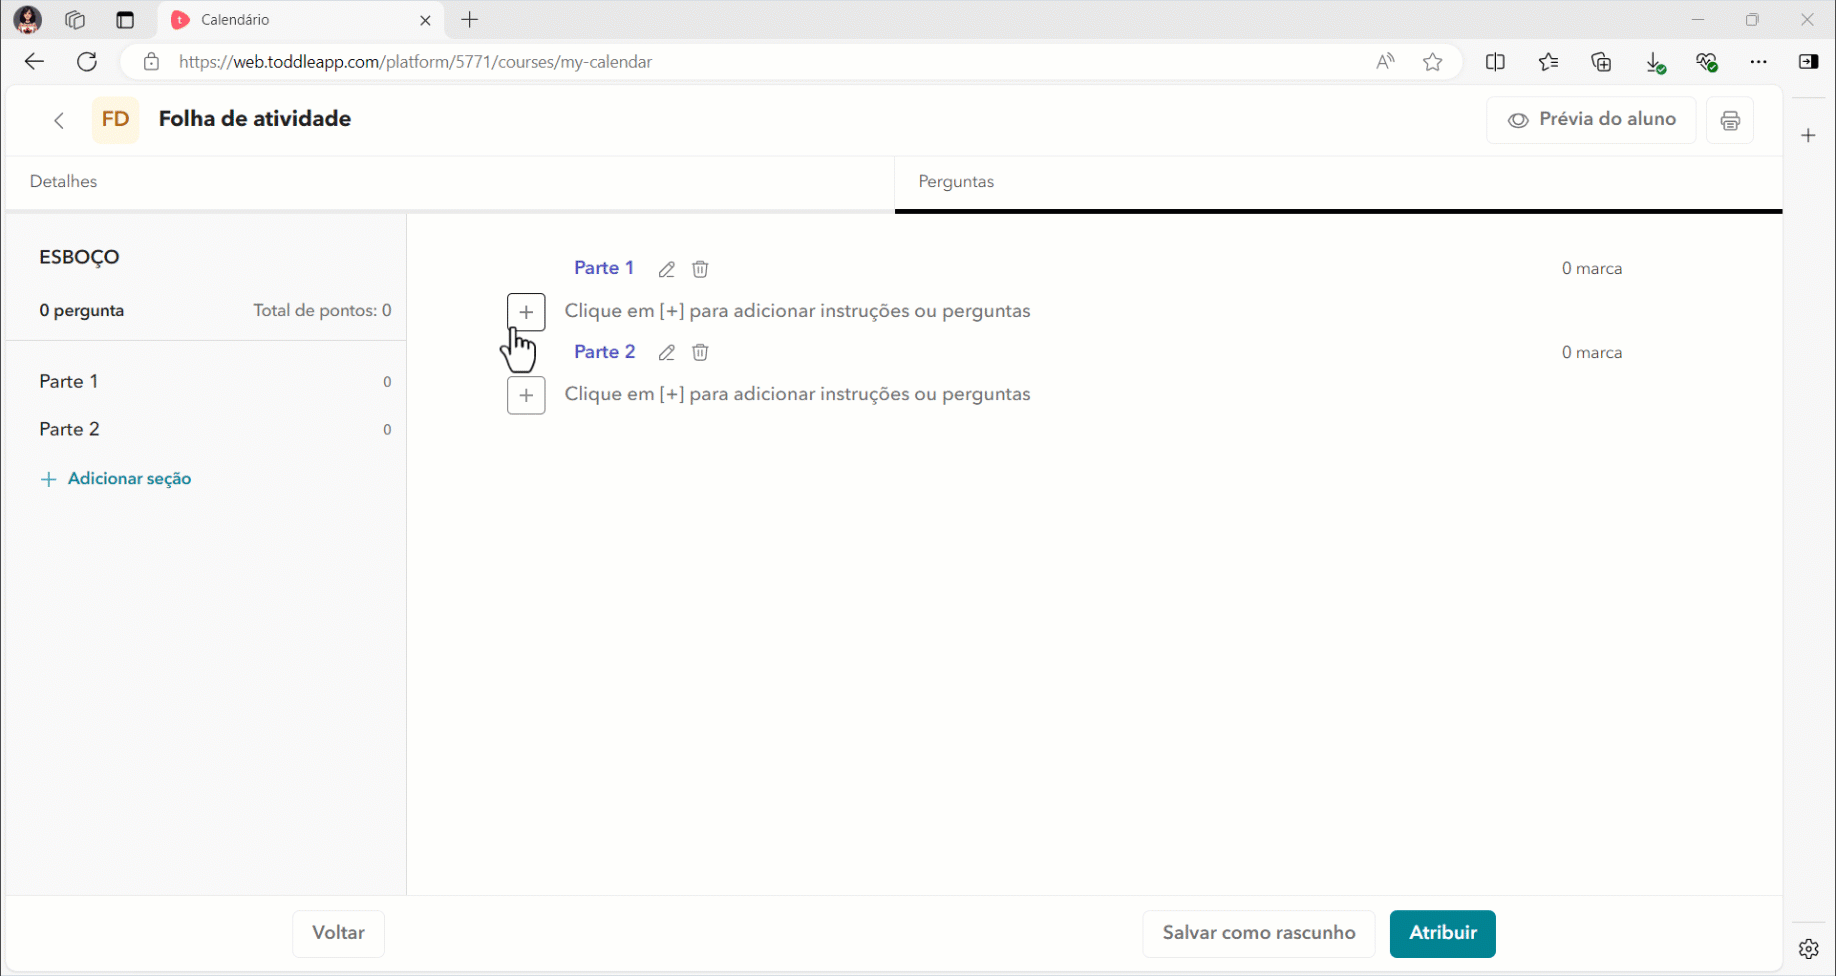 Calendário
https://web.toddleapp.com/platform/5771/courses/my-calendar
FD Folha de atividade
Prévia do aluno
Detalhes
Perguntas
ESBOÇO
0 pergunta
Total de pontos: 0
Parte 1 0
Parte 2 0
+ Adicionar seção
Parte 1
0 marca
+ Clique em [+] para adicionar instruções ou perguntas
Parte 2
0 marca
+ Clique em [+] para adicionar instruções ou perguntas
Voltar
Salvar como rascunho
Atribuir